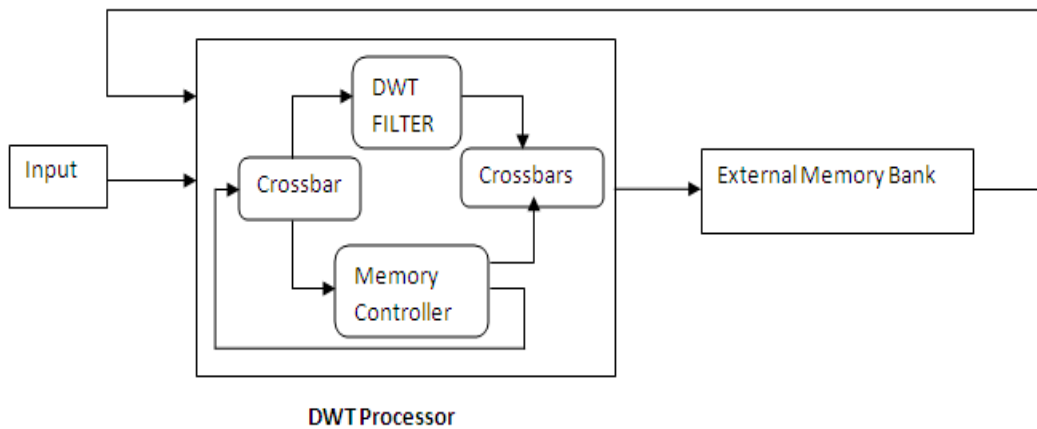 DWT
FILTER
Input
Crossbar
Crossbars
External Memory Bank
Memory
Controller
DWT Processor